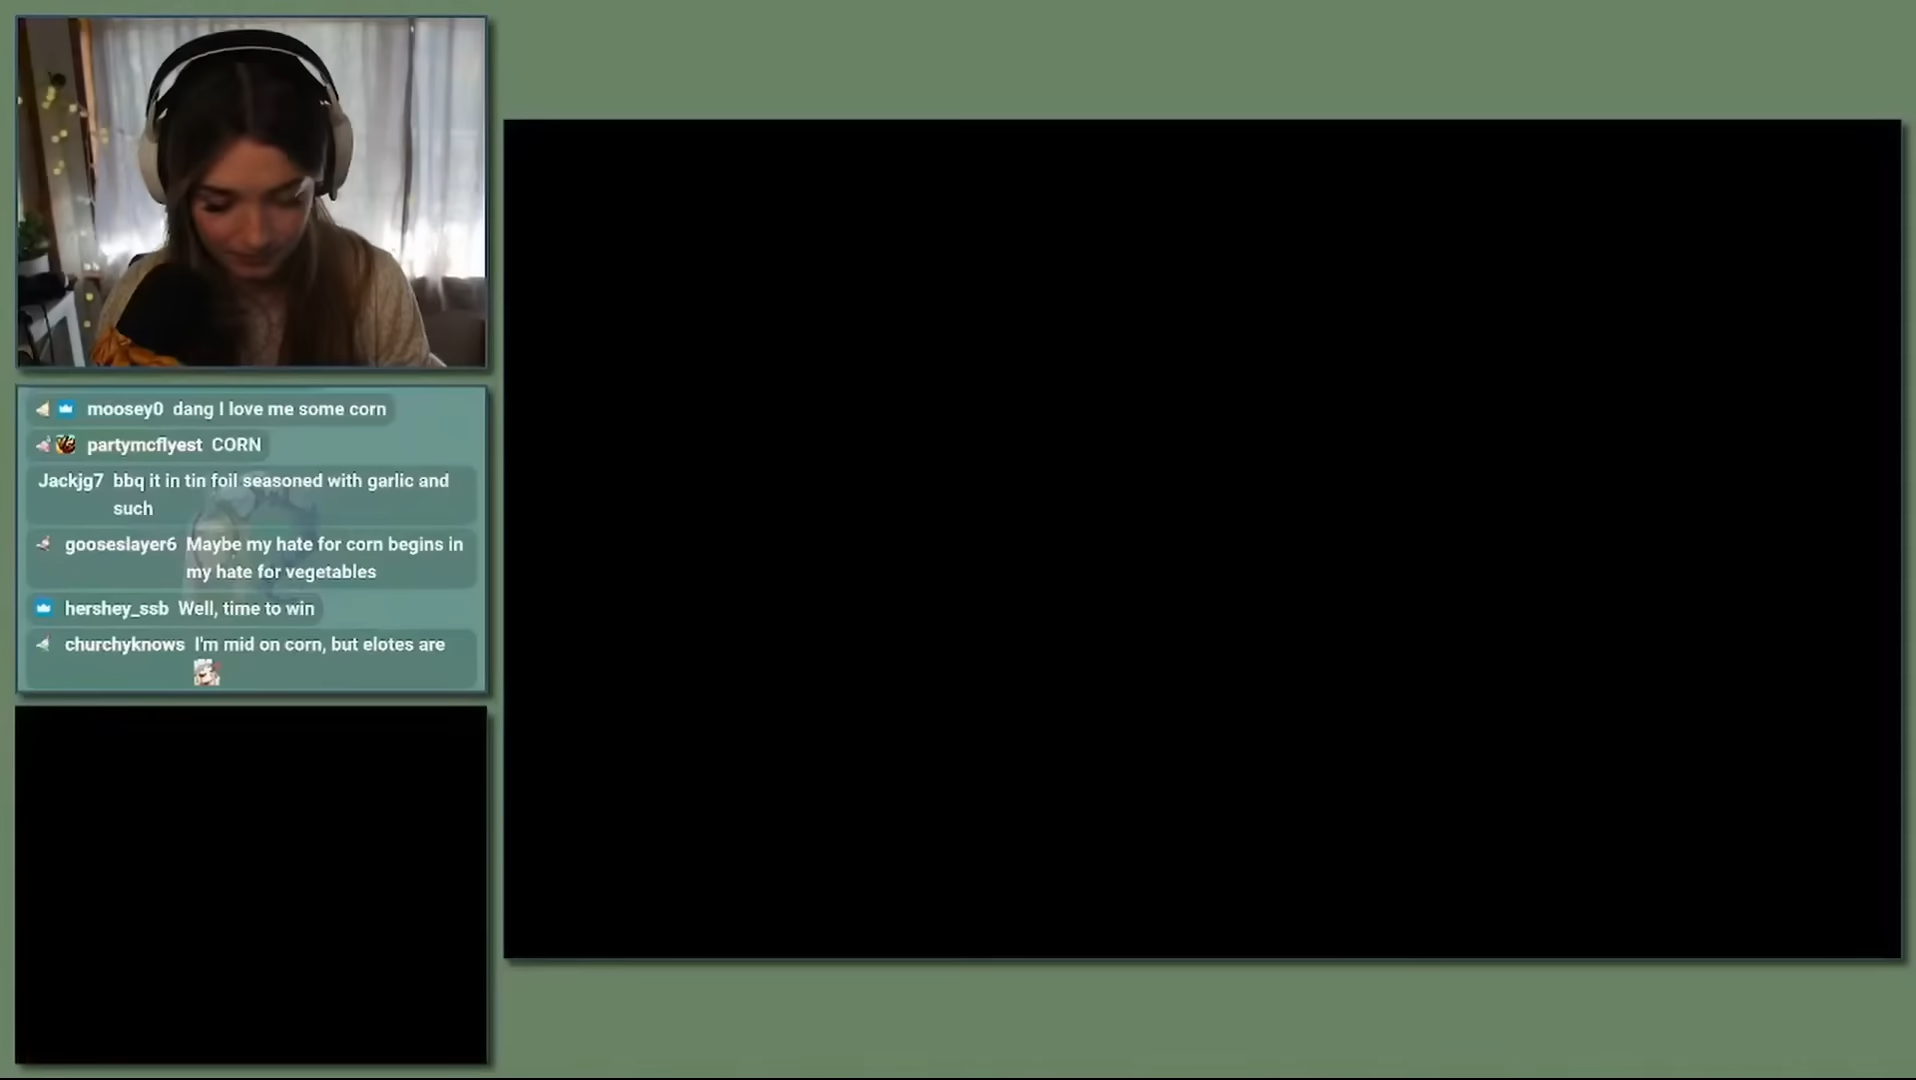 moosey0 dang I love me some corn
partymcflyest CORN
Jackjg7 bbq it in tin foil seasoned with garlic and
such
gooseslayer6 Maybe my hate for corn begins in
my hate for vegetables
hershey_ssb Well, time to win
churchyknows I'm mid on corn, but elotes are